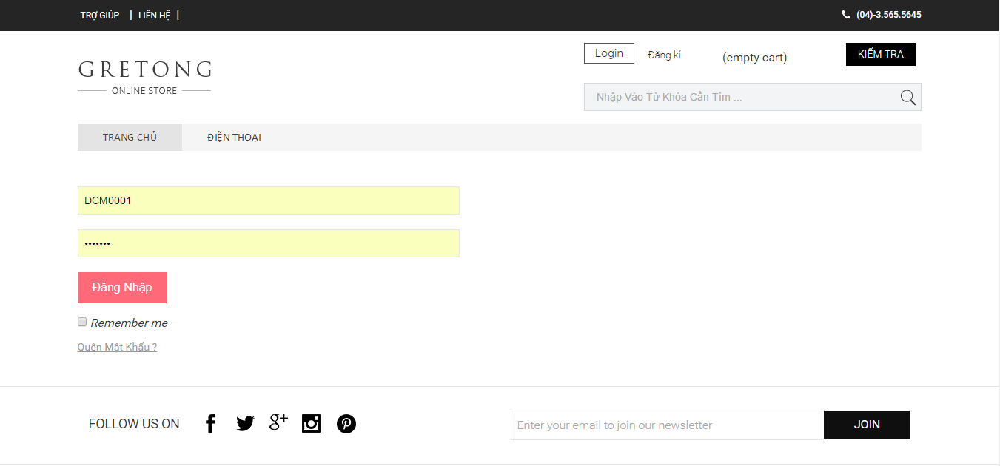 TRỢ GIÚP | LIÊN HỆ | (04)-3.565.5645
Login Đăng kí (empty cart) KIỂM TRA
GRETONG
ONLINE STORE
Nhập Vào Từ Khóa Cần Tìm ...
TRANG CHỦ ĐIỆN THOẠI
DCM0001
•••••••
Đăng Nhập
Remember me
Quên Mât Khẩu ?
FOLLOW US ON Enter your email to join our newsletter JOIN